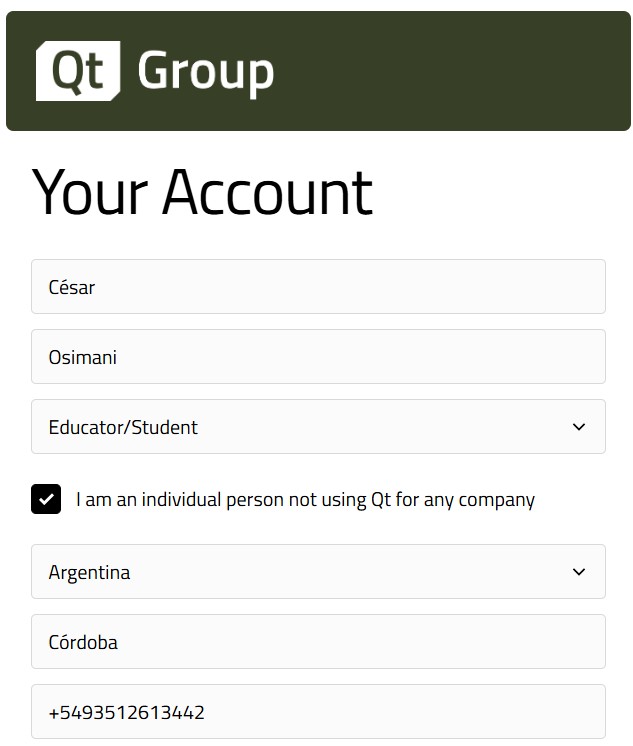 Qt Group
Your Account
César
Osimani
Educator/Student
I am an individual person not using Qt for any company
Argentina
Córdoba
+5493512613442